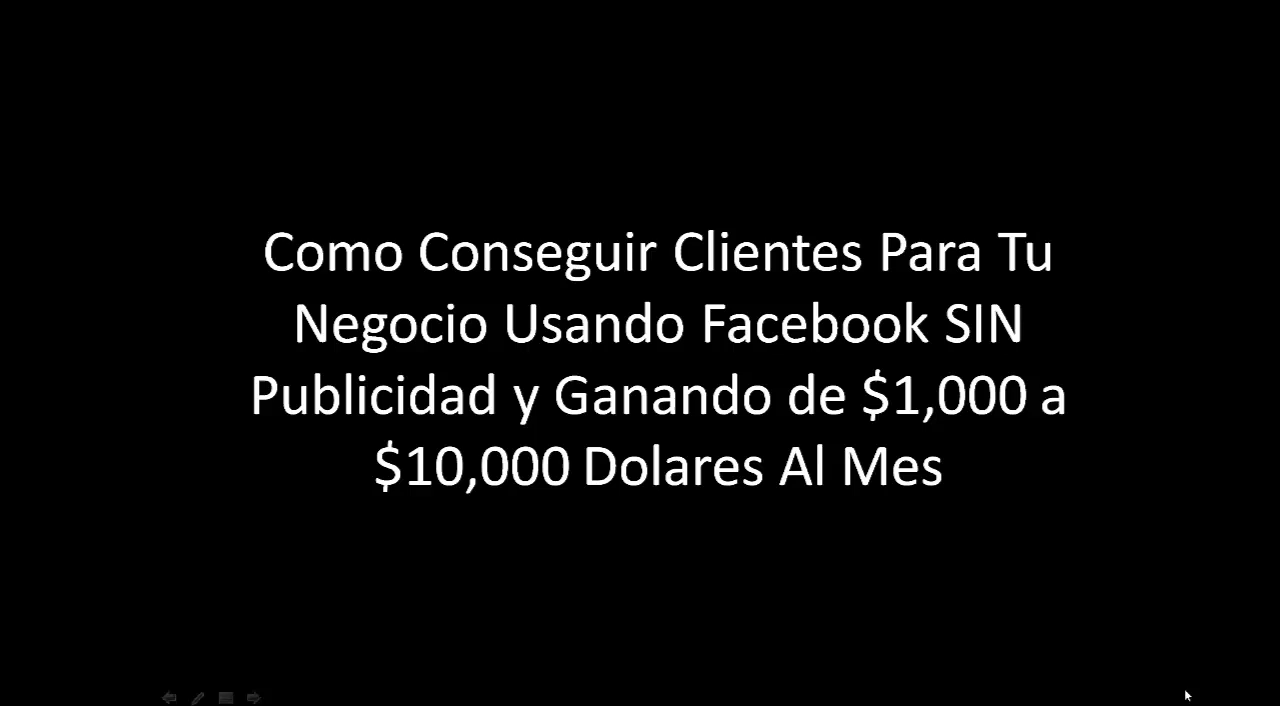 Como Conseguir Clientes Para Tu
Negocio Usando Facebook SIN
Publicidad y Ganando de $1,000 a
$10,000 Dolares Al Mes